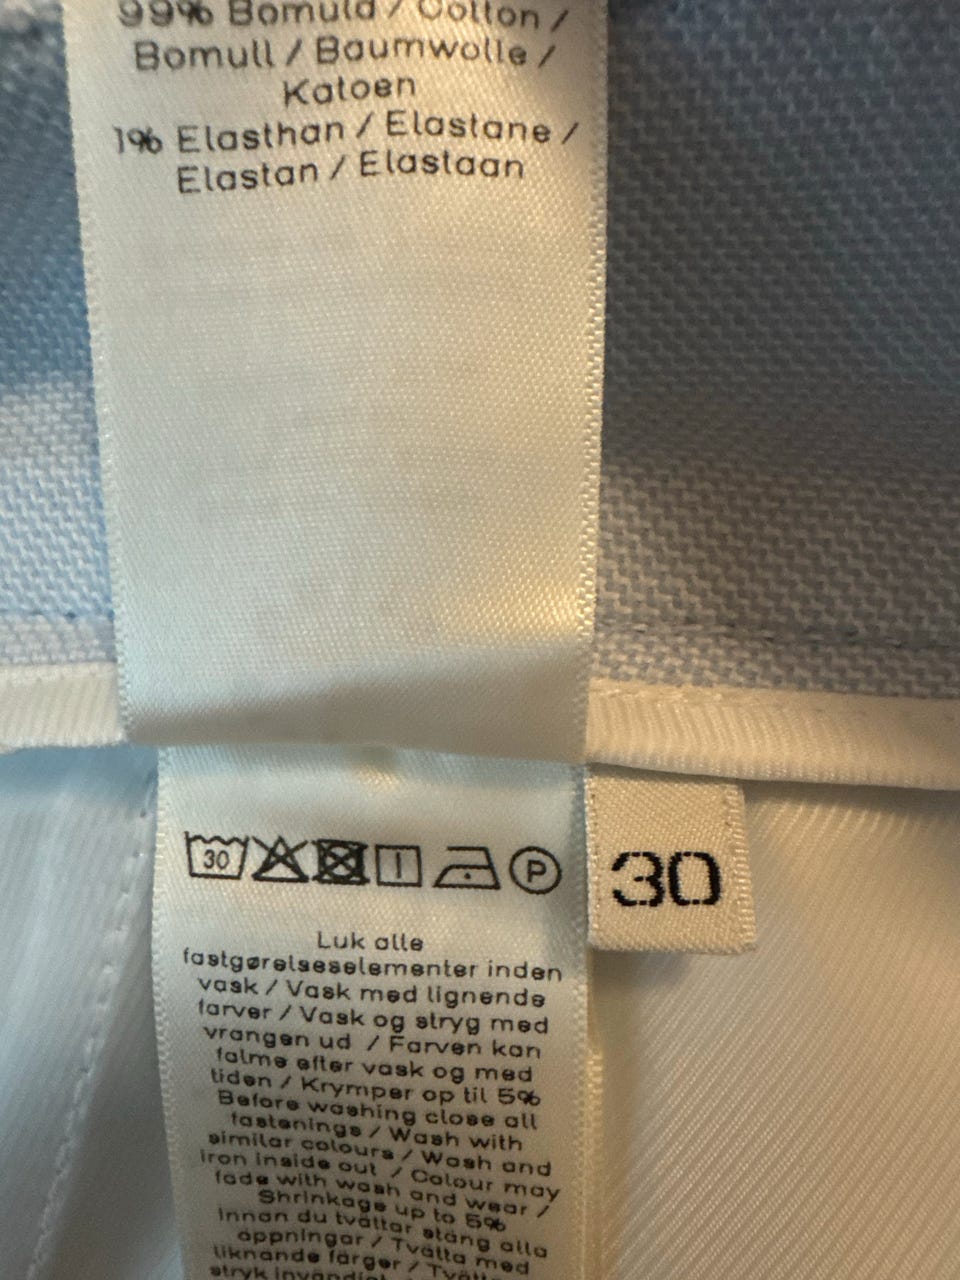 99% Bomuld / Cotton /
Bomull / Baumwolle /
Katoen
1% Elasthan / Elastane /
Elastan / Elastaan
30
P
30
Luk alle
fastgørelseselementer inden
vask / Vask med lignende
farver / Vask og stryg med
vrangen ud / Farven kan
falme efter vask og med
tiden / Krymper op til 5%
Before washing close all
fastenings / Wash with
similar colours / Wash and
iron inside out / Colour may
fade with wash and wear /
Shrinkage up to 5%
Innan du tvättar stäng alla
öppningar / Tvätta med
liknande färger / Tvätta
stryk invändigt